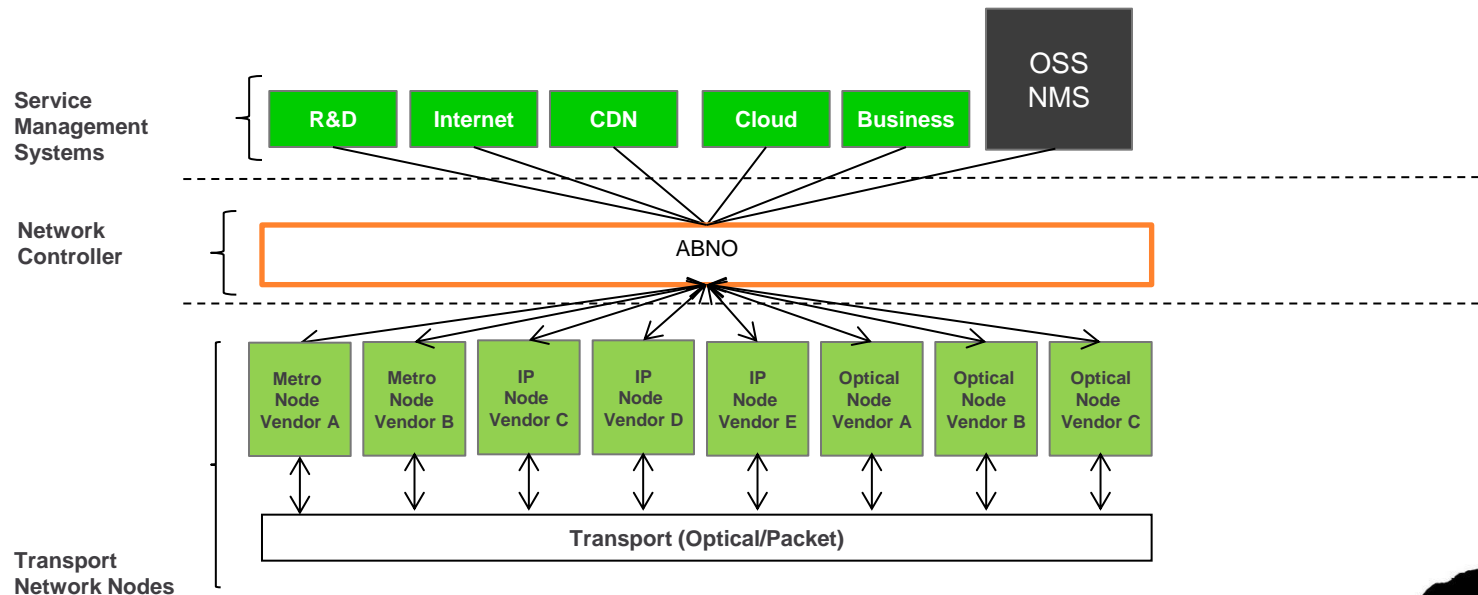 Service
Management
Systems
R&D
Internet
CDN
Cloud
Business
OSS
NMS
Network
Controller
ABNO
Metro
Node
Vendor A
Metro
Node
Vendor B
IP
Node
Vendor C
IP
Node
Vendor D
IP
Node
Vendor E
Optical
Node
Vendor A
Optical
Node
Vendor B
Optical
Node
Vendor C
Transport (Optical/Packet)
Transport
Network Nodes